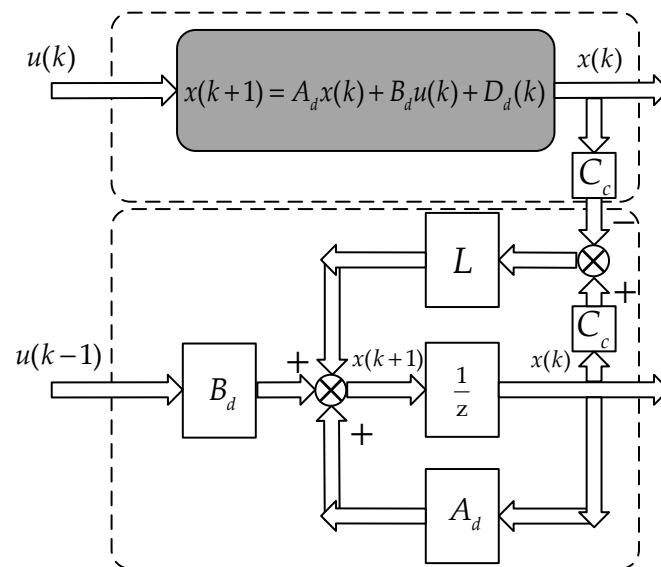 u(k)
x(k)
x(k+1) = A_d x(k) + B_d u(k) + D_d(k)
C_c
−
L
+
C_c
u(k−1)
B_d
+
x(k+1)
1/z
x(k)
+
A_d